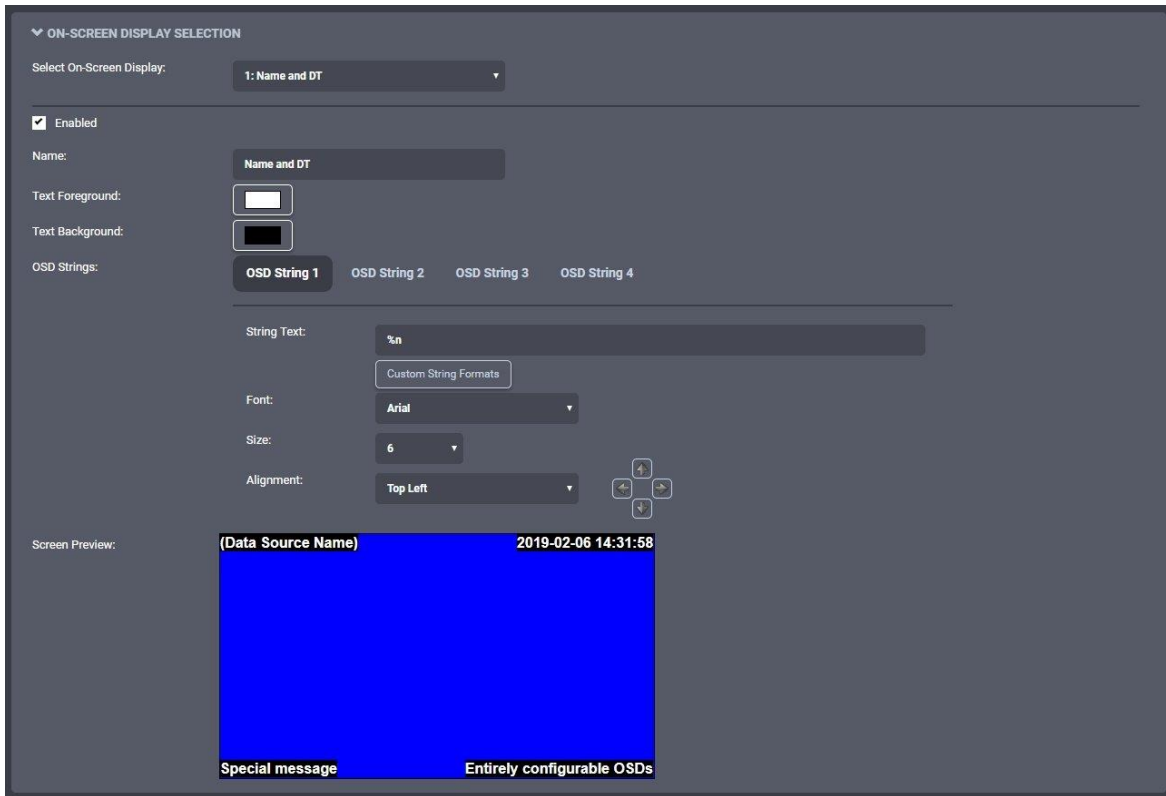 ON-SCREEN DISPLAY SELECTION
Select On-Screen Display: 1: Name and DT
Enabled
Name: Name and DT
Text Foreground:
Text Background:
OSD Strings: OSD String 1 OSD String 2 OSD String 3 OSD String 4
String Text: %n
Custom String Formats
Font: Arial
Size: 6
Alignment: Top Left
Screen Preview: (Data Source Name) 2019-02-06 14:31:58
Special message Entirely configurable OSDs